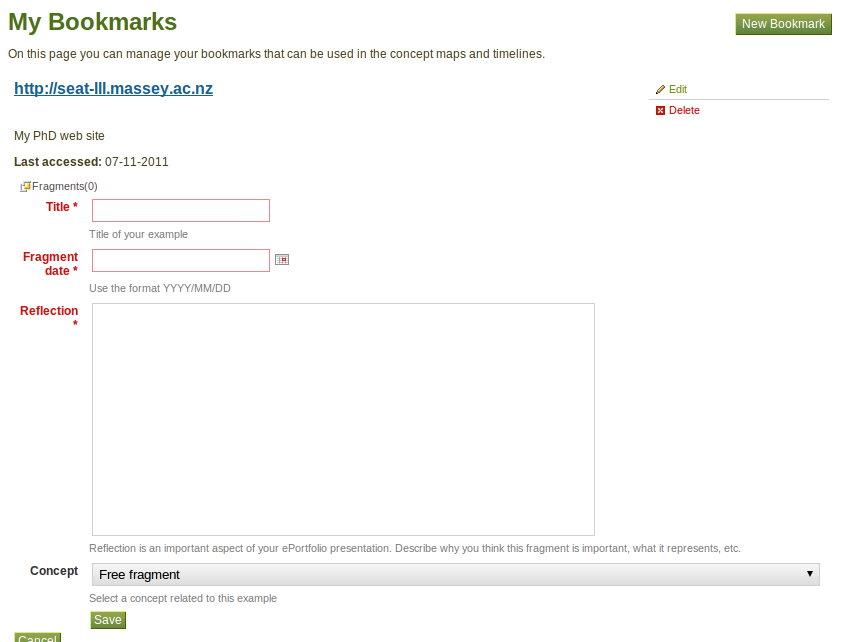 My Bookmarks
New Bookmark
On this page you can manage your bookmarks that can be used in the concept maps and timelines.
http://seat-lll.massey.ac.nz
Edit
Delete
My PhD web site
Last accessed: 07-11-2011
Fragments(0)
Title *
Title of your example
Fragment
date *
Use the format YYYY/MM/DD
Reflection
*
Reflection is an important aspect of your ePortfolio presentation. Describe why you think this fragment is important, what it represents, etc.
Concept
Free fragment
Select a concept related to this example
Save
Cancel